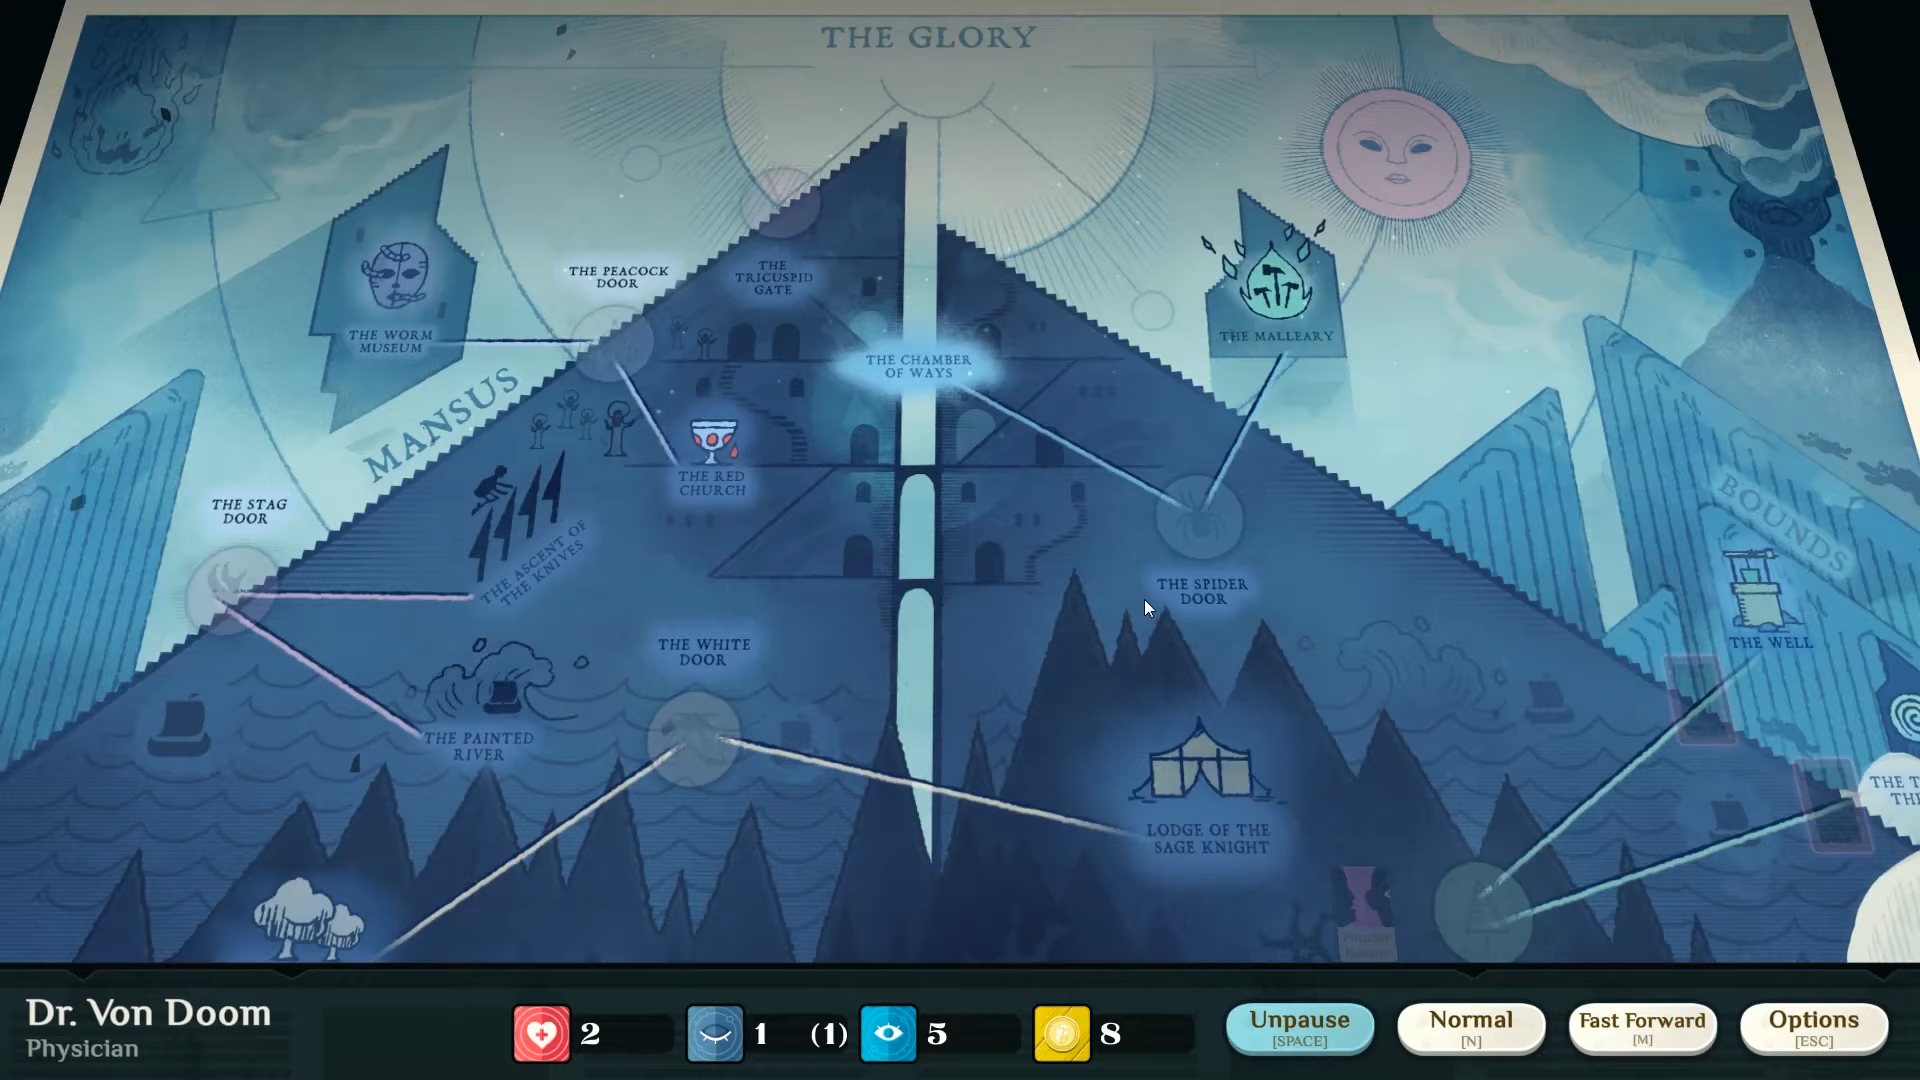 THE GLORY
THE PEACOCK
DOOR
THE
TRICUSPID
GATE
THE WORM
MUSEUM
THE MALLEARY
THE CHAMBER
OF WAYS
MANSUS
THE RED
CHURCH
THE STAG
DOOR
THE ASCENT OF
THE KNIVES
BOUNDS
THE SPIDER
DOOR
THE WELL
THE WHITE
DOOR
THE PAINTED
RIVER
THE T
THE
LODGE OF THE
SAGE KNIGHT
Dr. Von Doom
Physician
2
1 (1)
5
8
Unpause
[SPACE]
Normal
[N]
Fast Forward
[M]
Options
[ESC]